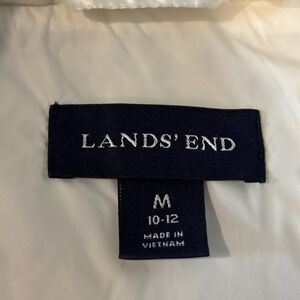 LANDS' END
M
10-12
MADE IN
VIETNAM